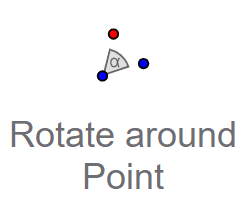 α
Rotate around
Point